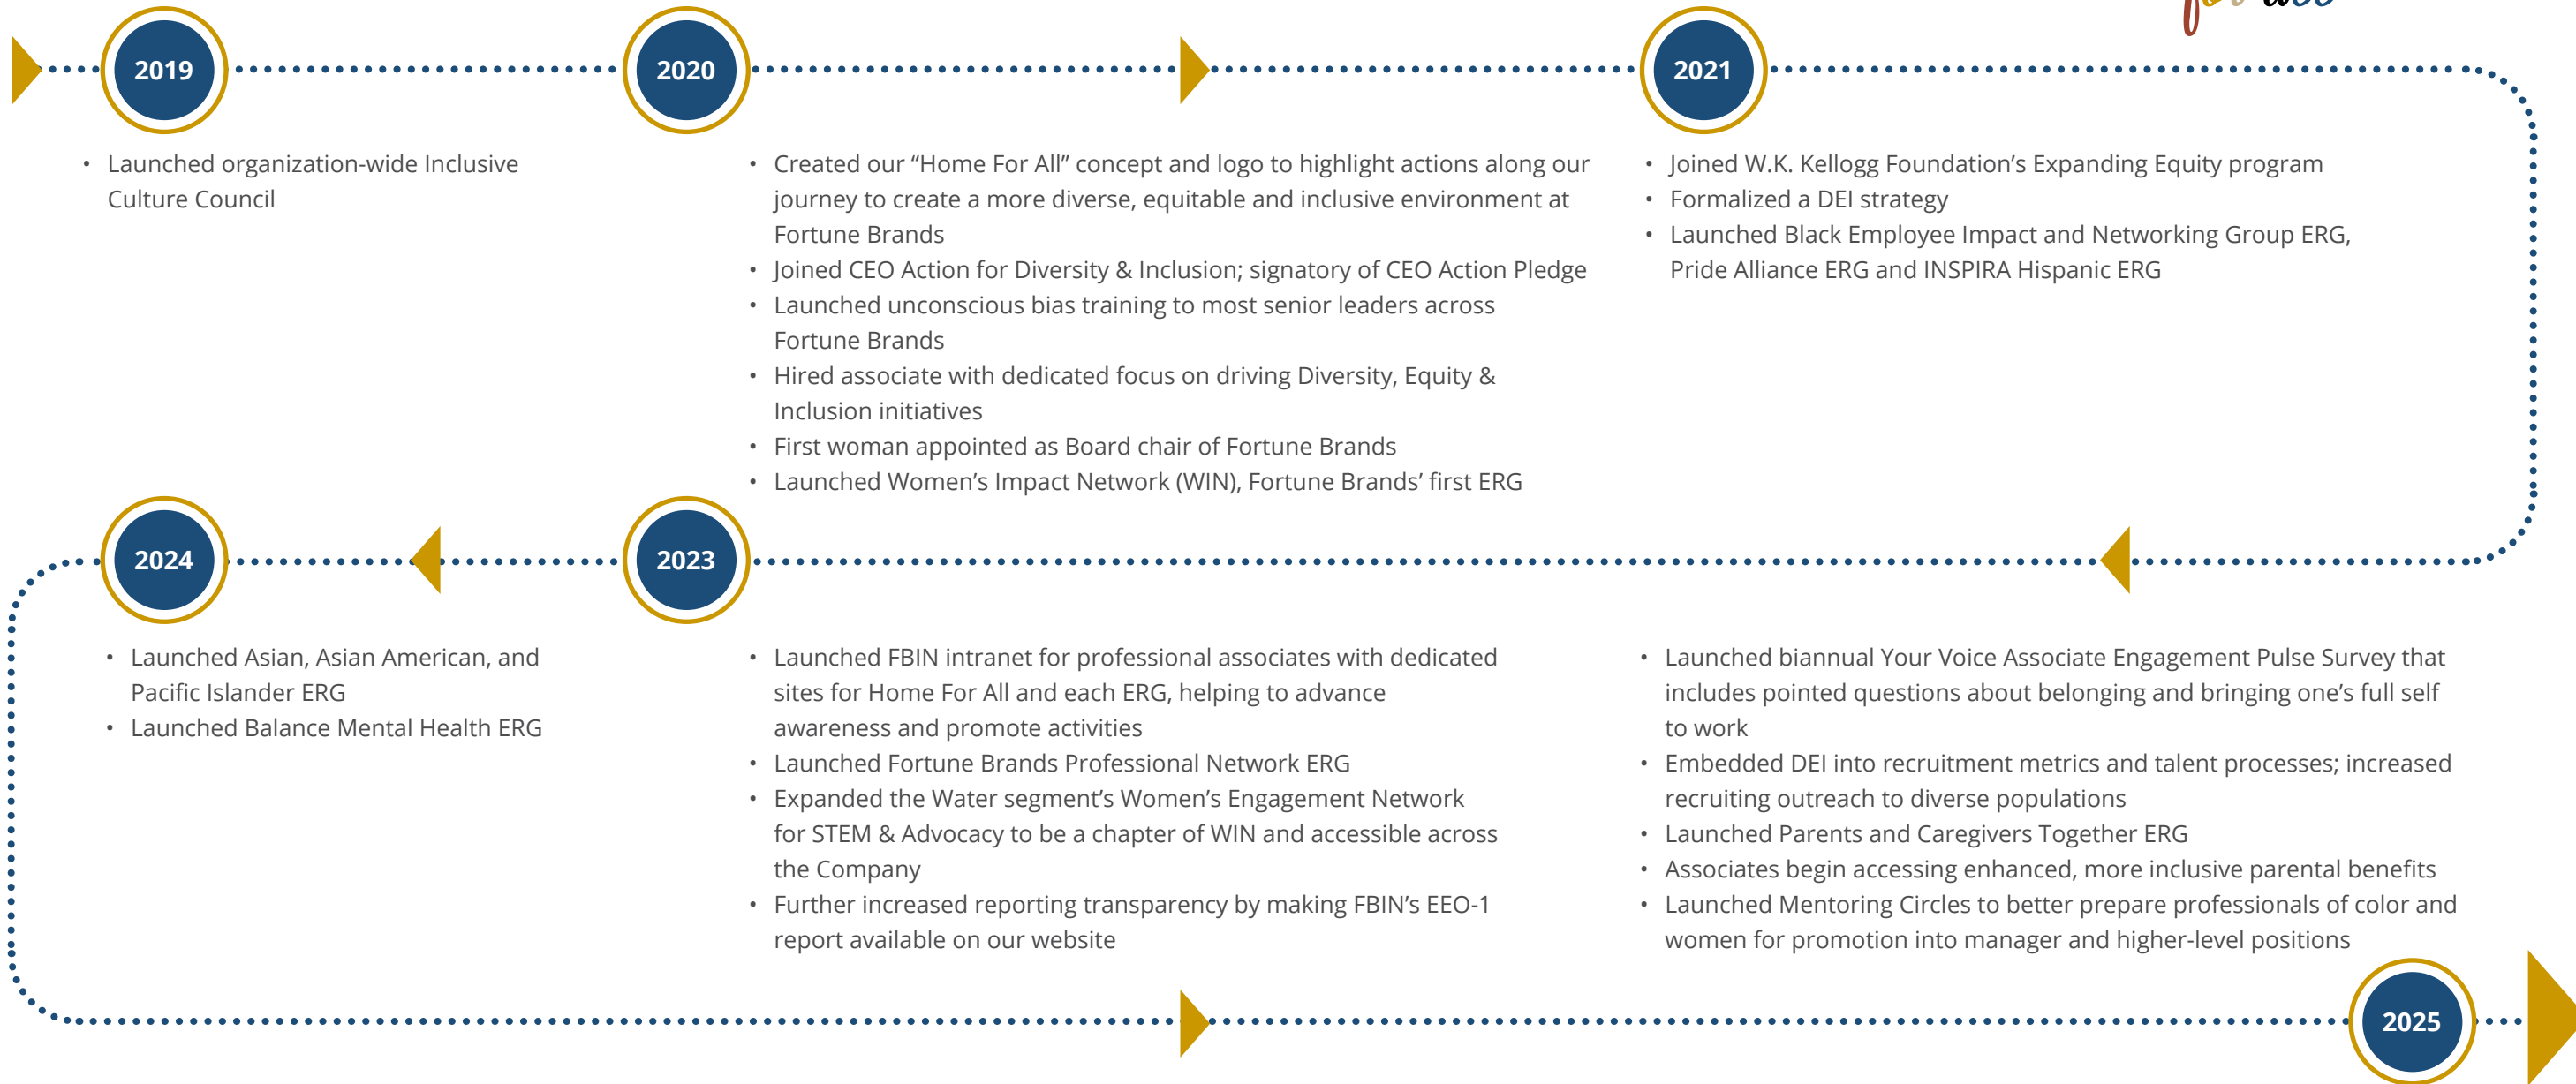 for all
2019
2020
2021
• Launched organization-wide Inclusive
Culture Council
• Created our “Home For All” concept and logo to highlight actions along our
journey to create a more diverse, equitable and inclusive environment at
Fortune Brands
• Joined CEO Action for Diversity & Inclusion; signatory of CEO Action Pledge
• Launched unconscious bias training to most senior leaders across
Fortune Brands
• Hired associate with dedicated focus on driving Diversity, Equity &
Inclusion initiatives
• First woman appointed as Board chair of Fortune Brands
• Launched Women’s Impact Network (WIN), Fortune Brands’ first ERG
• Joined W.K. Kellogg Foundation’s Expanding Equity program
• Formalized a DEI strategy
• Launched Black Employee Impact and Networking Group ERG,
Pride Alliance ERG and INSPIRA Hispanic ERG
2024
2023
• Launched Asian, Asian American, and
Pacific Islander ERG
• Launched Balance Mental Health ERG
• Launched FBIN intranet for professional associates with dedicated
sites for Home For All and each ERG, helping to advance
awareness and promote activities
• Launched Fortune Brands Professional Network ERG
• Expanded the Water segment’s Women’s Engagement Network
for STEM & Advocacy to be a chapter of WIN and accessible across
the Company
• Further increased reporting transparency by making FBIN’s EEO-1
report available on our website
• Launched biannual Your Voice Associate Engagement Pulse Survey that
includes pointed questions about belonging and bringing one’s full self
to work
• Embedded DEI into recruitment metrics and talent processes; increased
recruiting outreach to diverse populations
• Launched Parents and Caregivers Together ERG
• Associates begin accessing enhanced, more inclusive parental benefits
• Launched Mentoring Circles to better prepare professionals of color and
women for promotion into manager and higher-level positions
2025